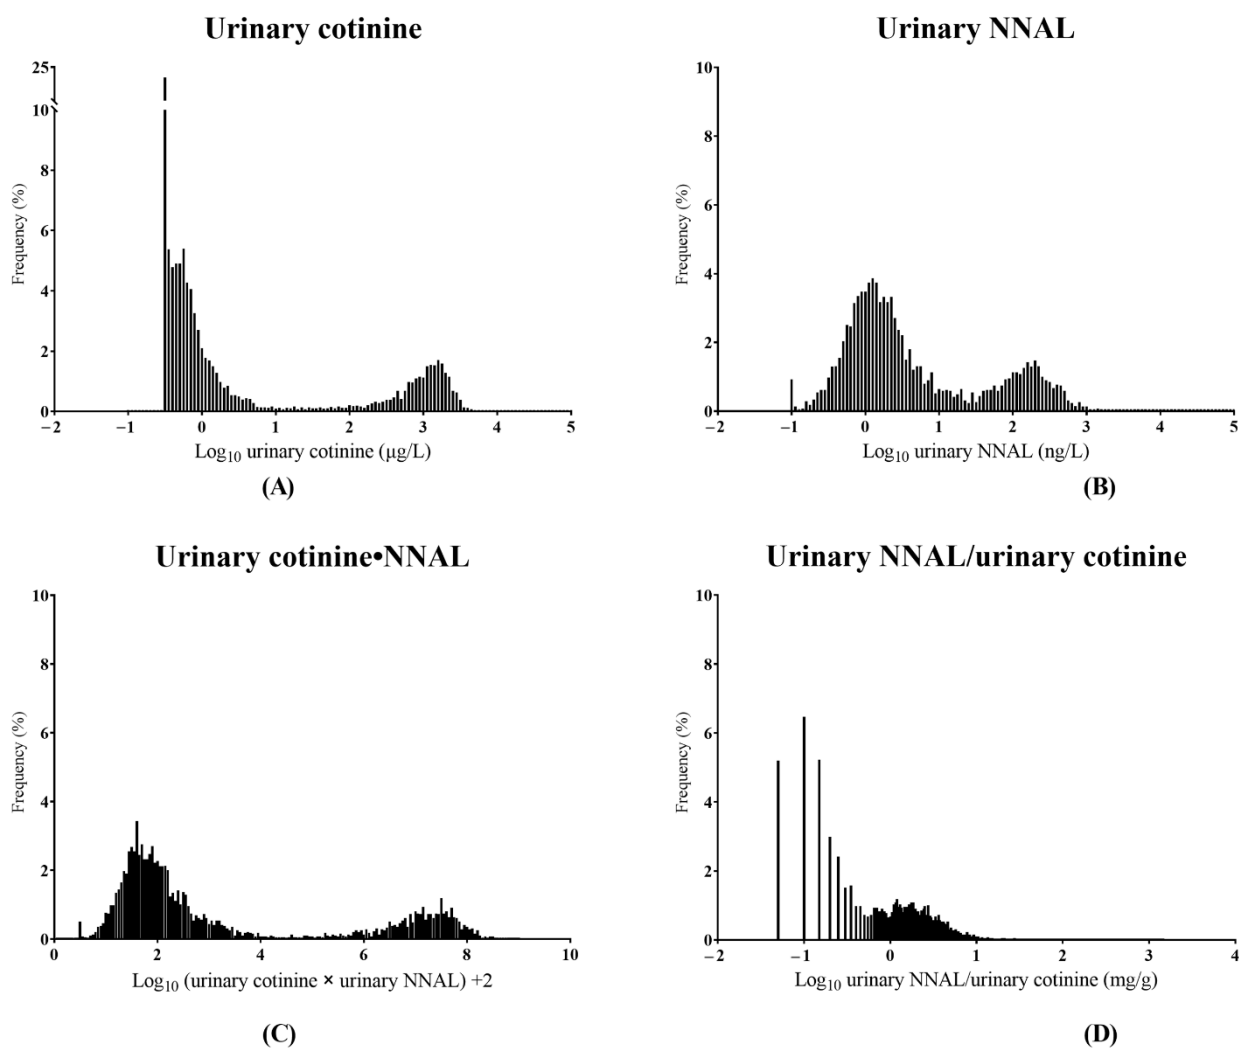 Urinary cotinine
25
10
8
6
4
2
0
Frequency (%)
−2 −1 0 1 2 3 4 5
Log10 urinary cotinine (μg/L)
(A)
Urinary NNAL
10
8
6
4
2
0
Frequency (%)
−2 −1 0 1 2 3 4 5
Log10 urinary NNAL (ng/L)
(B)
Urinary cotinine•NNAL
10
8
6
4
2
0
Frequency (%)
0 2 4 6 8 10
Log10 (urinary cotinine × urinary NNAL) +2
(C)
Urinary NNAL/urinary cotinine
10
8
6
4
2
0
Frequency (%)
−2 −1 0 1 2 3 4
Log10 urinary NNAL/urinary cotinine (mg/g)
(D)